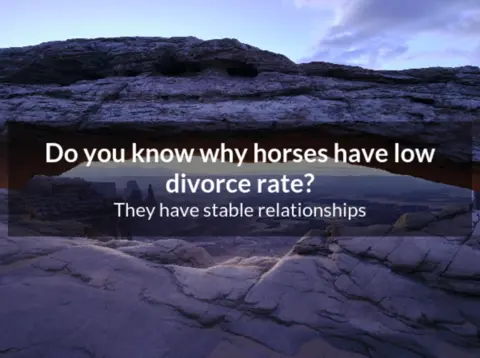 Do you know why horses have low
divorce rate?
They have stable relationships